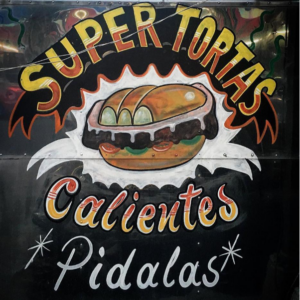 SUPER TORTAS
Calientes
*Pidalas*